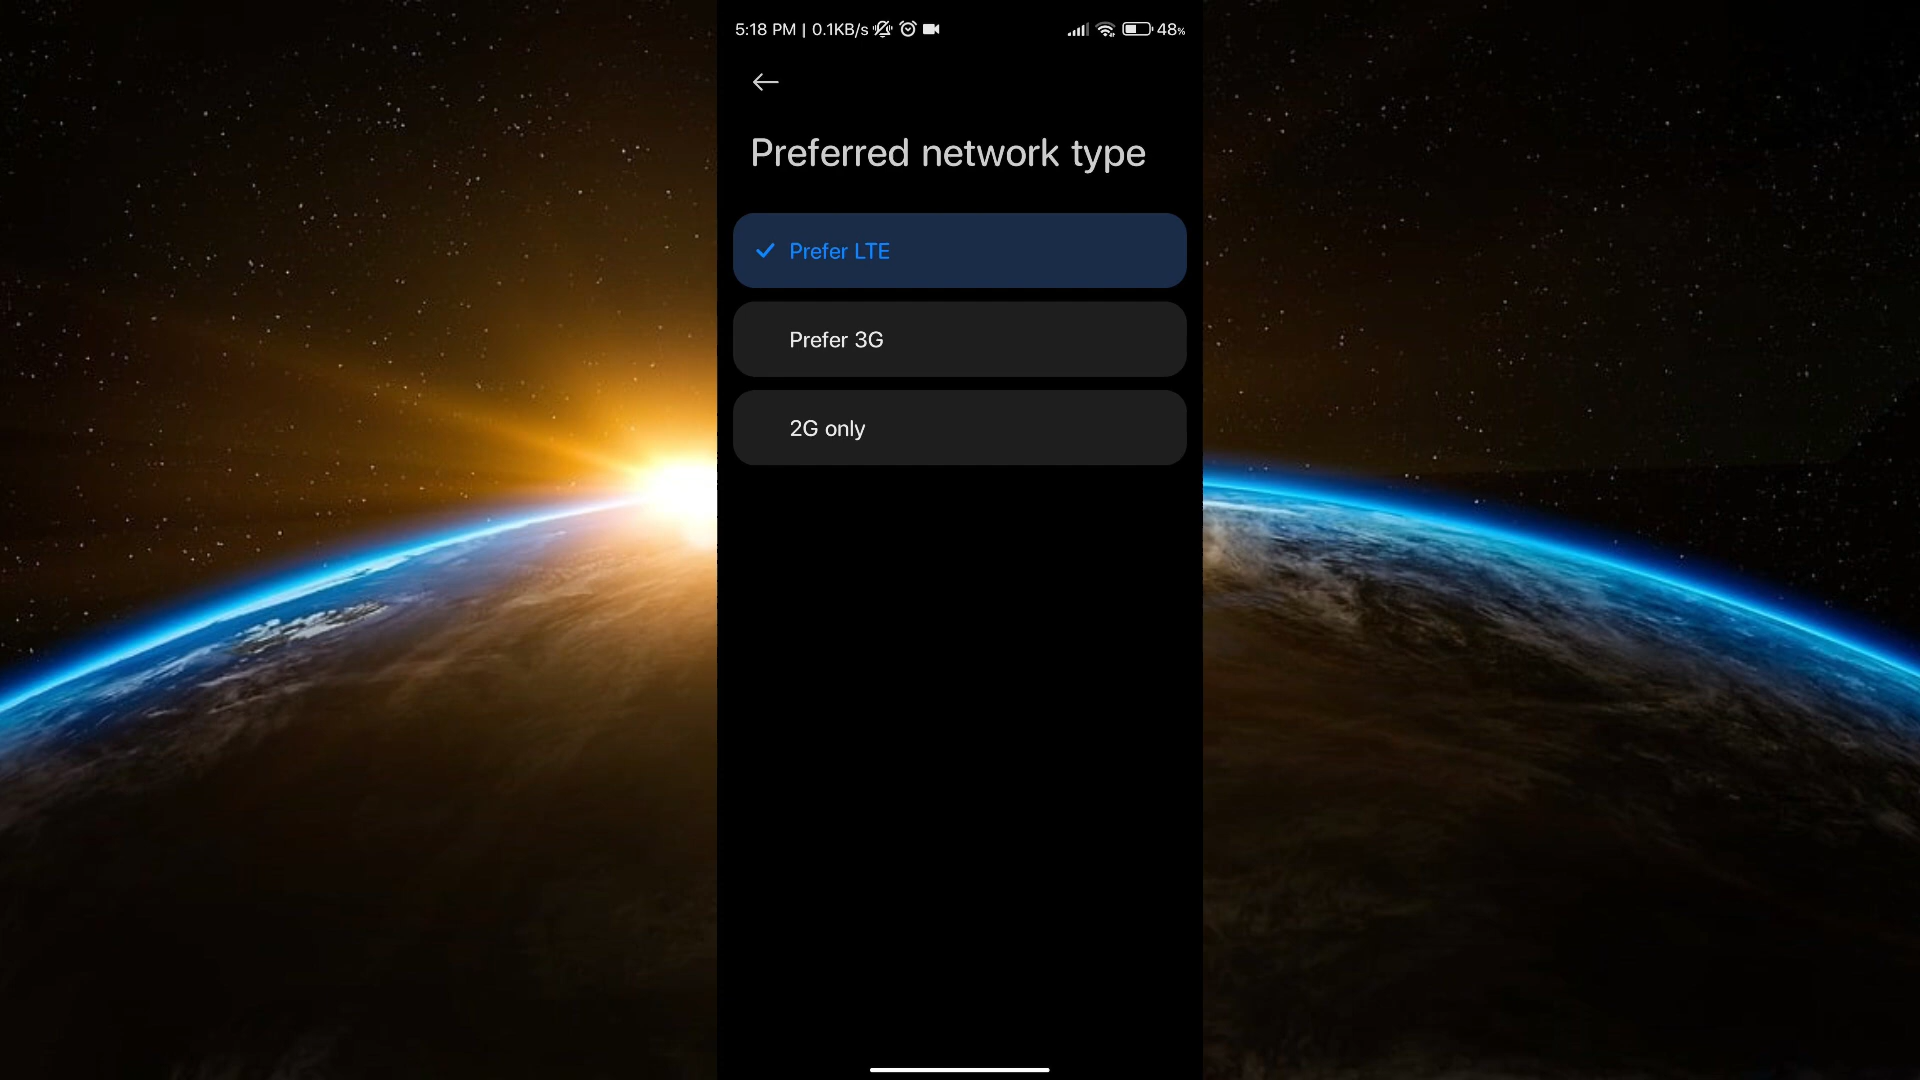 5:18 PM | 0.1KB/s 48%
Preferred network type
Prefer LTE
Prefer 3G
2G only